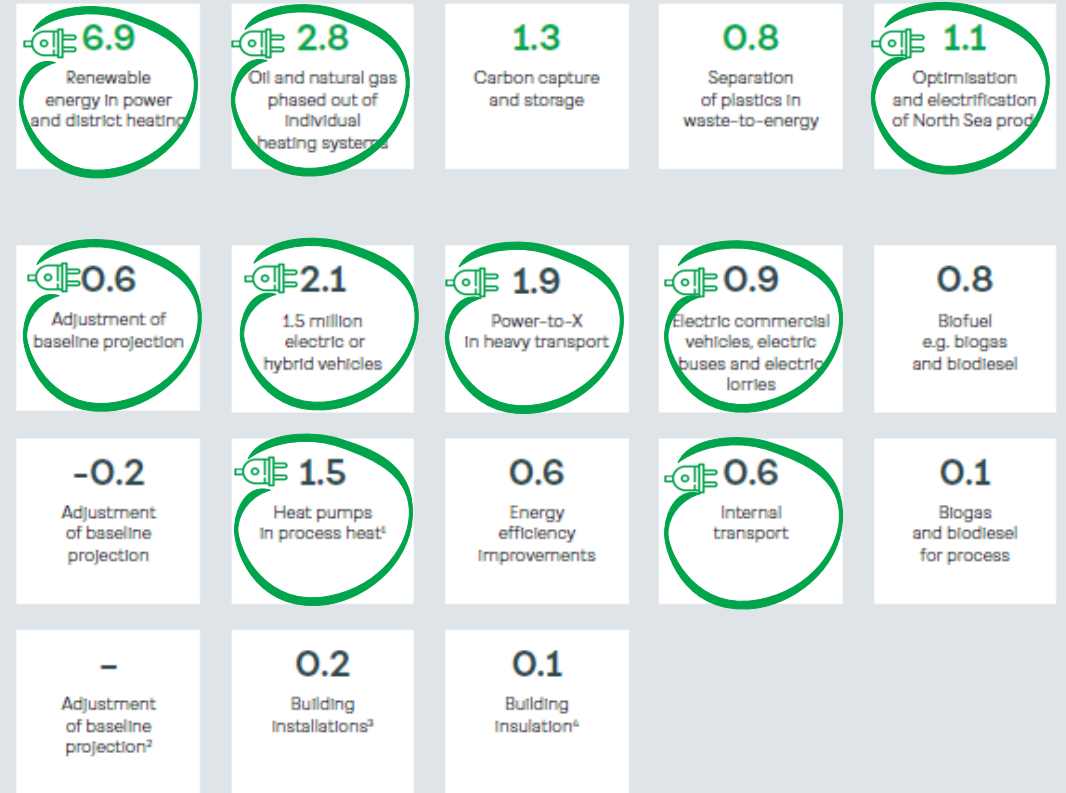 6.9
Renewable
energy in power
and district heating
2.8
Oil and natural gas
phased out of
individual
heating systems
1.3
Carbon capture
and storage
0.8
Separation
of plastics in
waste-to-energy
1.1
Optimisation
and electrification
of North Sea prod.
0.6
Adjustment of
baseline projection
2.1
1.5 million
electric or
hybrid vehicles
1.9
Power-to-X
in heavy transport
0.9
Electric commercial
vehicles, electric
buses and electric
lorries
0.8
Biofuel
e.g. biogas
and biodiesel
-0.2
Adjustment
of baseline
projection
1.5
Heat pumps
in process heat¹
0.6
Energy
efficiency
improvements
0.6
Internal
transport
0.1
Biogas
and biodiesel
for process
–
Adjustment
of baseline
projection²
0.2
Building
installations³
0.1
Building
insulation⁴